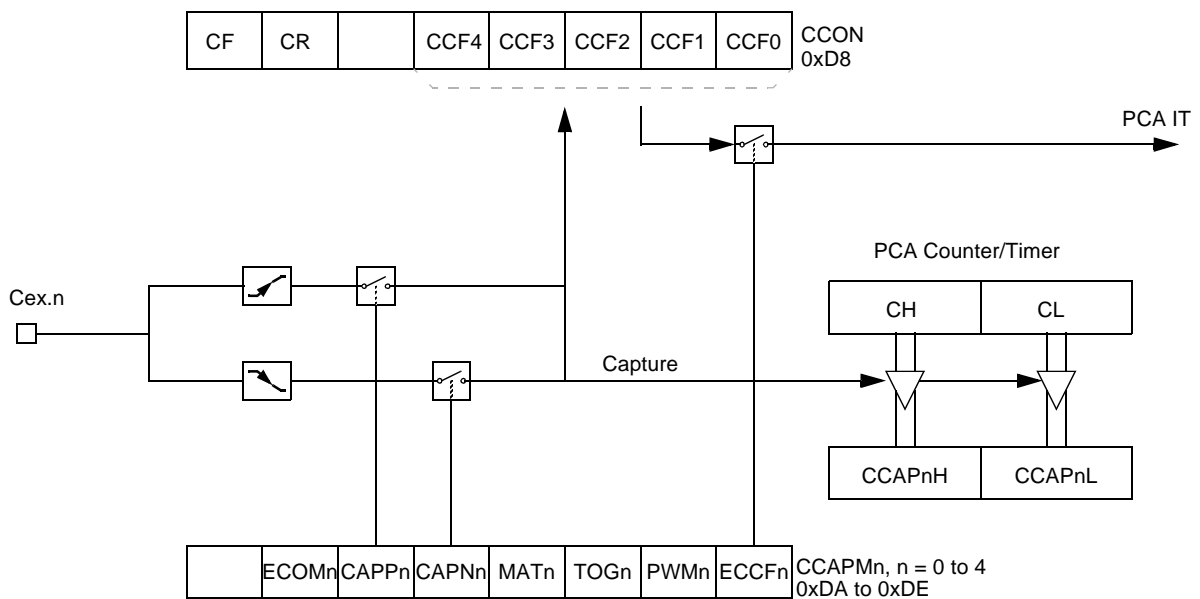 CF CR CCF4 CCF3 CCF2 CCF1 CCF0 CCON
0xD8
PCA IT
PCA Counter/Timer
Cex.n
CH CL
Capture
CCAPnH CCAPnL
ECOMn CAPPn CAPNn MATn TOGn PWMn ECCFn CCAPMn, n = 0 to 4
0xDA to 0xDE